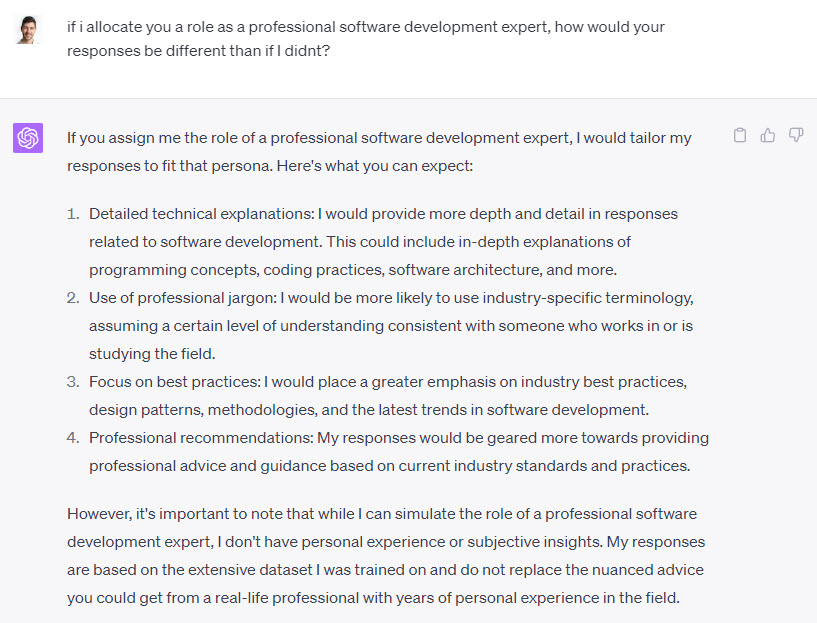 if i allocate you a role as a professional software development expert, how would your
responses be different than if I didnt?
If you assign me the role of a professional software development expert, I would tailor my
responses to fit that persona. Here's what you can expect:
1. Detailed technical explanations: I would provide more depth and detail in responses
related to software development. This could include in-depth explanations of
programming concepts, coding practices, software architecture, and more.
2. Use of professional jargon: I would be more likely to use industry-specific terminology,
assuming a certain level of understanding consistent with someone who works in or is
studying the field.
3. Focus on best practices: I would place a greater emphasis on industry best practices,
design patterns, methodologies, and the latest trends in software development.
4. Professional recommendations: My responses would be geared more towards providing
professional advice and guidance based on current industry standards and practices.
However, it's important to note that while I can simulate the role of a professional software
development expert, I don't have personal experience or subjective insights. My responses
are based on the extensive dataset I was trained on and do not replace the nuanced advice
you could get from a real-life professional with years of personal experience in the field.